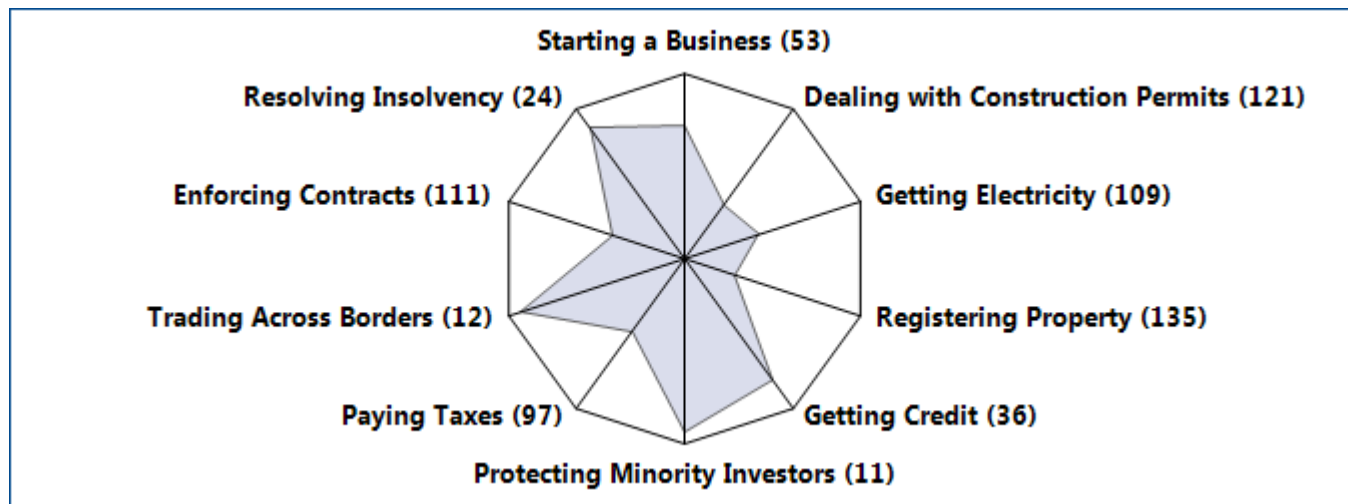 Starting a Business (53)
Resolving Insolvency (24)
Dealing with Construction Permits (121)
Enforcing Contracts (111)
Getting Electricity (109)
Trading Across Borders (12)
Registering Property (135)
Paying Taxes (97)
Getting Credit (36)
Protecting Minority Investors (11)